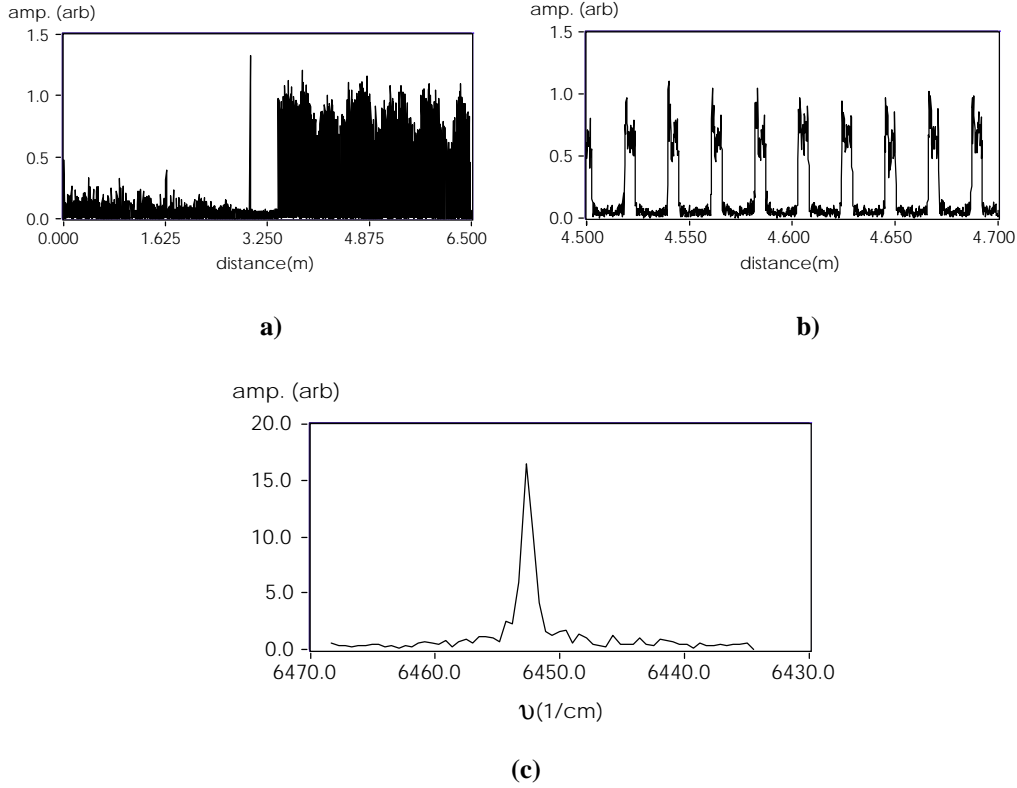 amp. (arb)
1.5
1.0
0.5
0.0
0.000 1.625 3.250 4.875 6.500
distance(m)
a)
amp. (arb)
1.5
1.0
0.5
0.0
4.500 4.550 4.600 4.650 4.700
distance(m)
b)
amp. (arb)
20.0
15.0
10.0
5.0
0.0
6470.0 6460.0 6450.0 6440.0 6430.0
υ(1/cm)
(c)